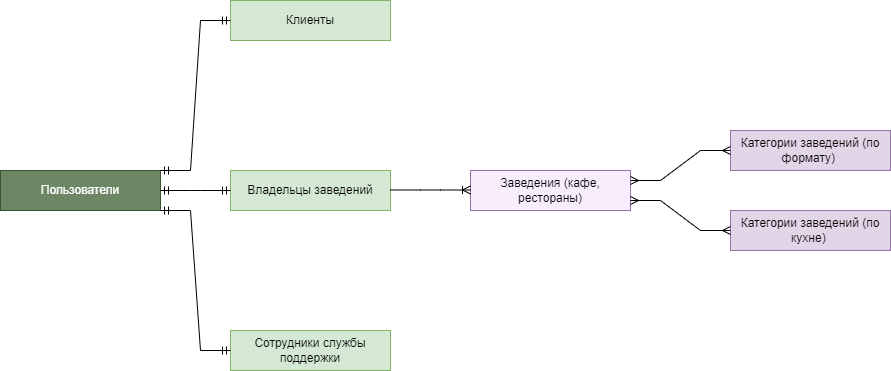 Клиенты
Пользователи
Владельцы заведений
Заведения (кафе,
рестораны)
Категории заведений (по
формату)
Категории заведений (по
кухне)
Сотрудники службы
поддержки